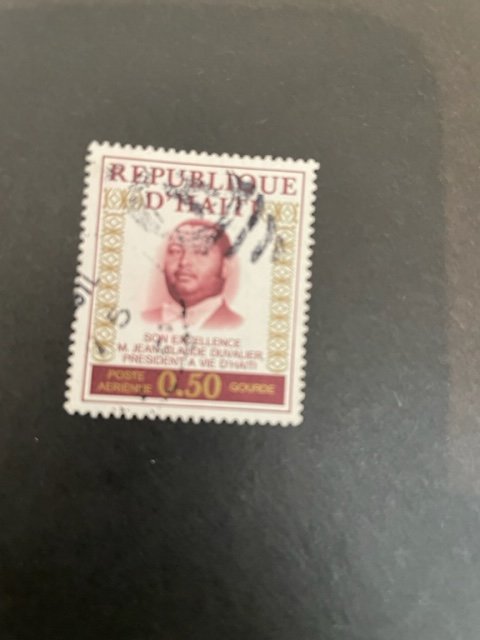 REPUBLIQUE
D'HAITI
SON EXCELLENCE
M. JEAN-CLAUDE DUVALIER,
PRESIDENT A VIE D'HAITI
POSTE
AERIENNE 0.50 GOURDE